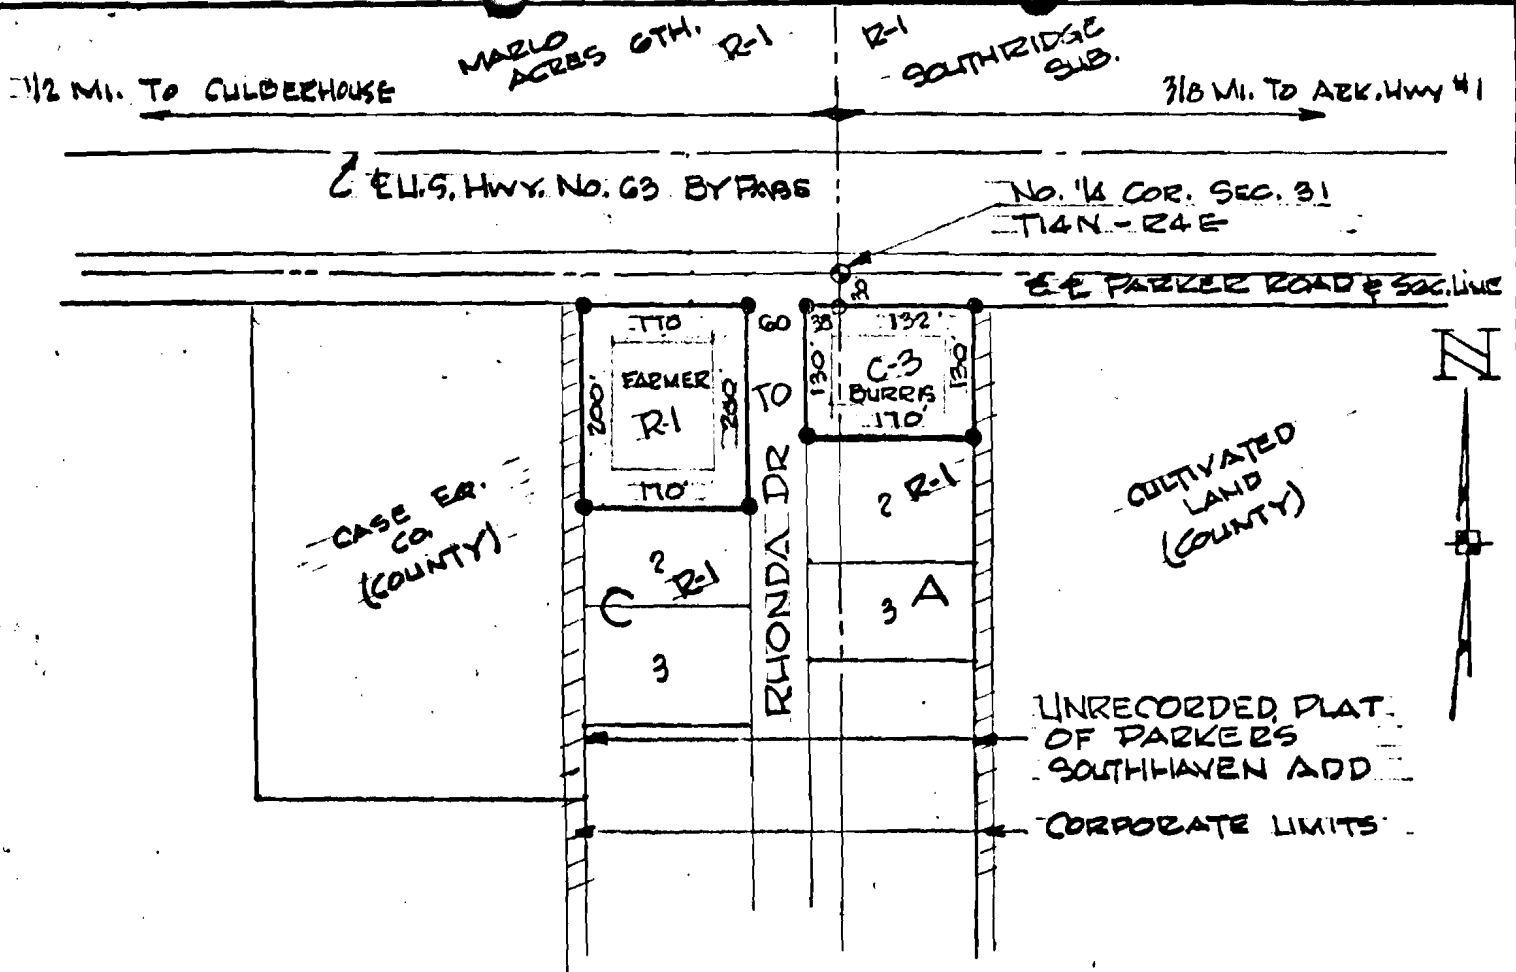 MARLO
ACRES 6TH.
R-1
R-1
SOUTHRIDGE
SUB.
1/2 MI. TO CULBERHOUSE
3/8 MI. TO ARK. HWY #1
℄ U.S. HWY. NO. 63 BYPASS
NO. 1/4 COR. SEC. 31
T14N - R4E
PARKER ROAD & SEC. LINE
30'
170
60
38
132'
200'
FARMER
R-1
200'
TO
130'
C-3
BURRIS
130'
170'
170'
N
CASE EQ.
CO.
(COUNTY)
RHONDA DR
2 R-1
CULTIVATED
LAND
(COUNTY)
2
R-1
C
3 A
3
UNRECORDED PLAT
OF PARKERS
SOUTHHAVEN ADD
CORPORATE LIMITS